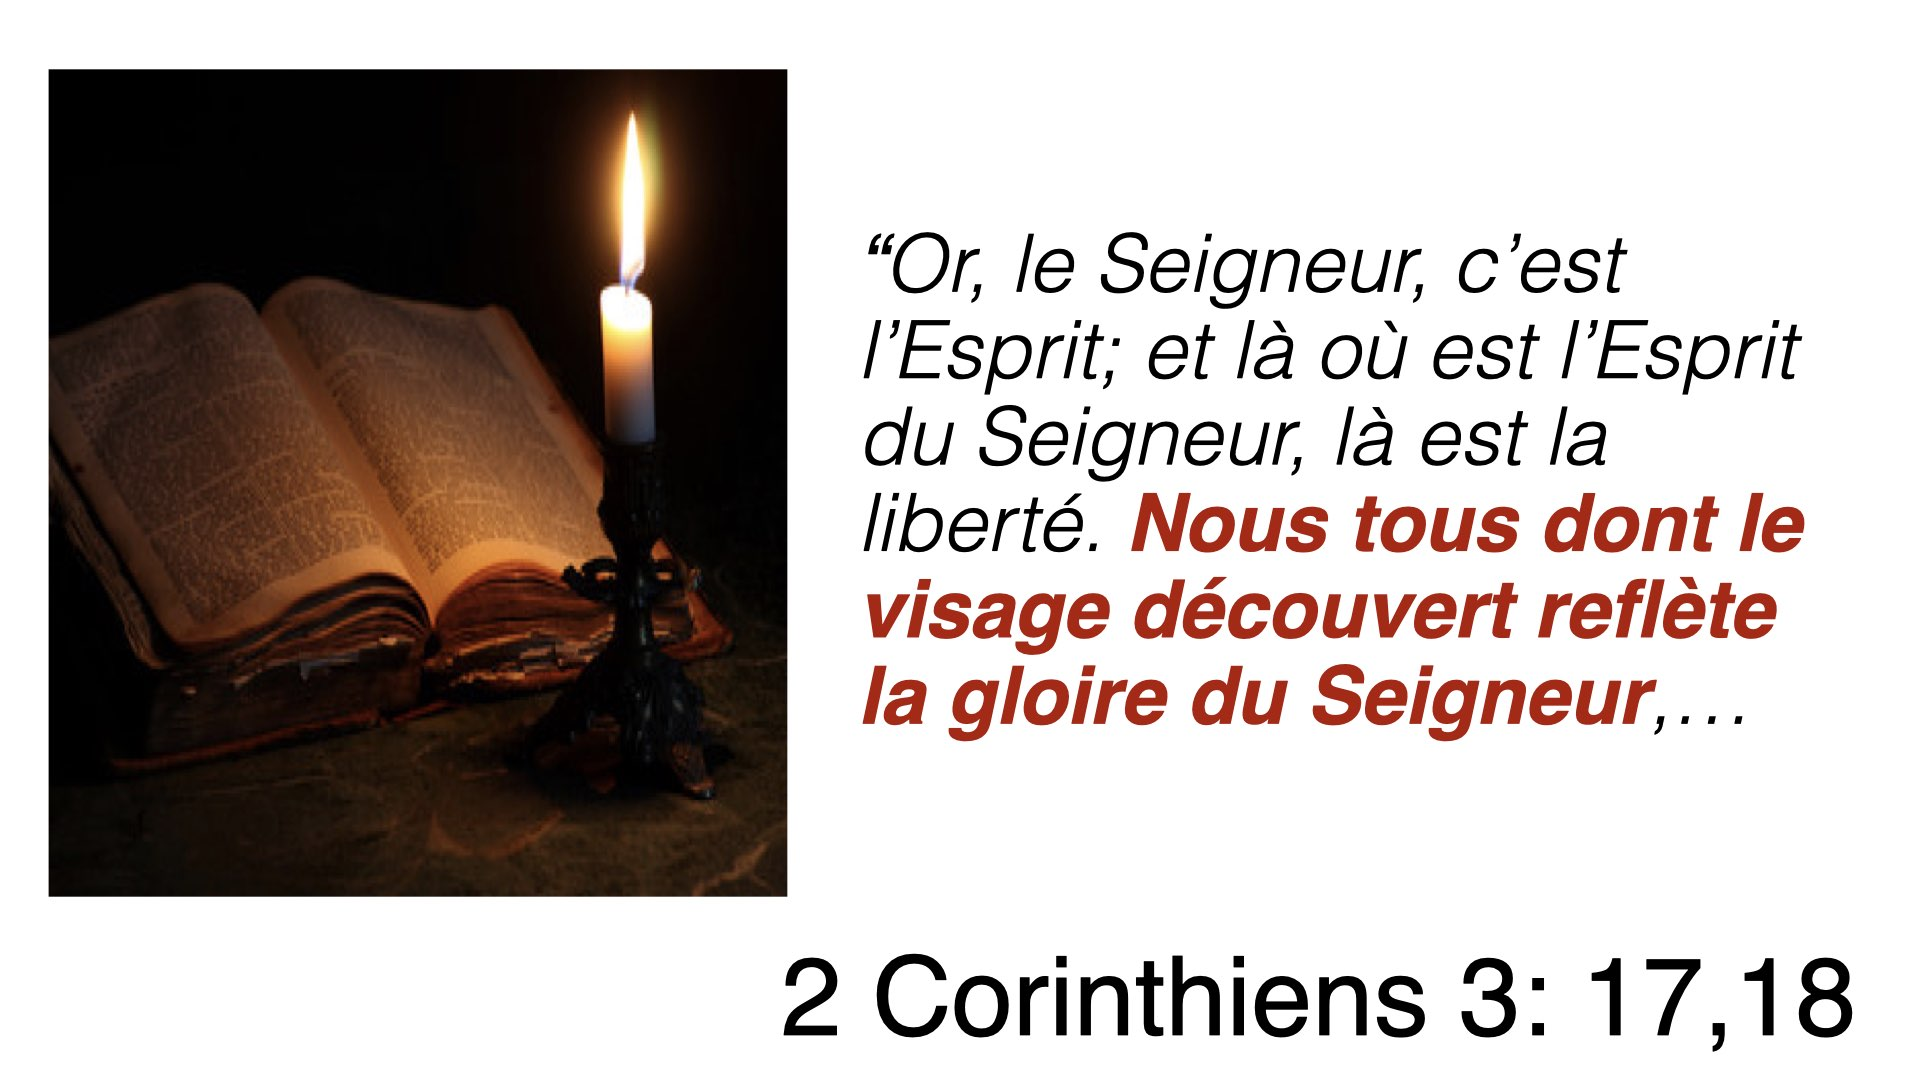 “Or, le Seigneur, c’est
l’Esprit; et là où est l’Esprit
du Seigneur, là est la
liberté. Nous tous dont le
visage découvert reflète
la gloire du Seigneur,…
2 Corinthiens 3: 17,18